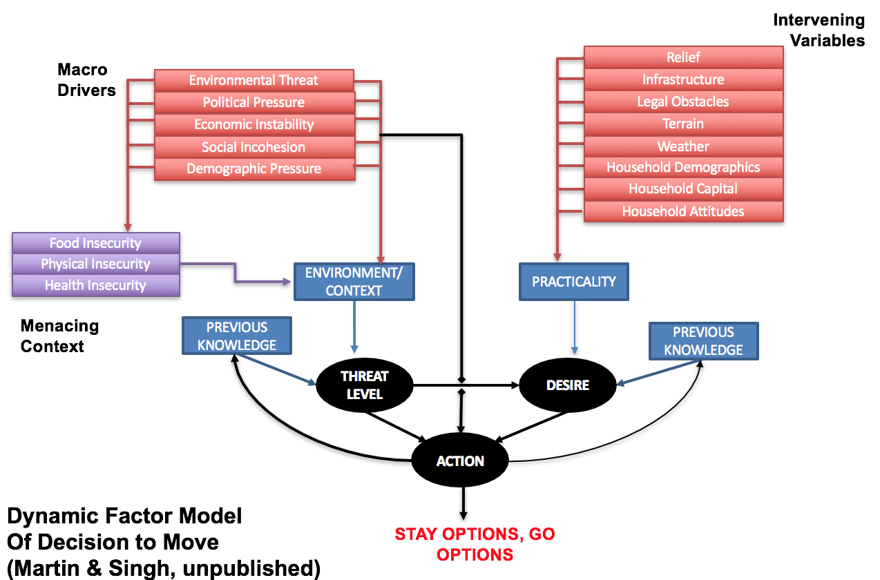 Intervening
Variables
Macro
Drivers
Environmental Threat
Political Pressure
Economic Instability
Social Incohesion
Demographic Pressure
Relief
Infrastructure
Legal Obstacles
Terrain
Weather
Household Demographics
Household Capital
Household Attitudes
Food Insecurity
Physical Insecurity
Health Insecurity
Menacing
Context
ENVIRONMENT/
CONTEXT
PRACTICALITY
PREVIOUS
KNOWLEDGE
PREVIOUS
KNOWLEDGE
THREAT
LEVEL
DESIRE
ACTION
STAY OPTIONS, GO
OPTIONS
Dynamic Factor Model
Of Decision to Move
(Martin & Singh, unpublished)